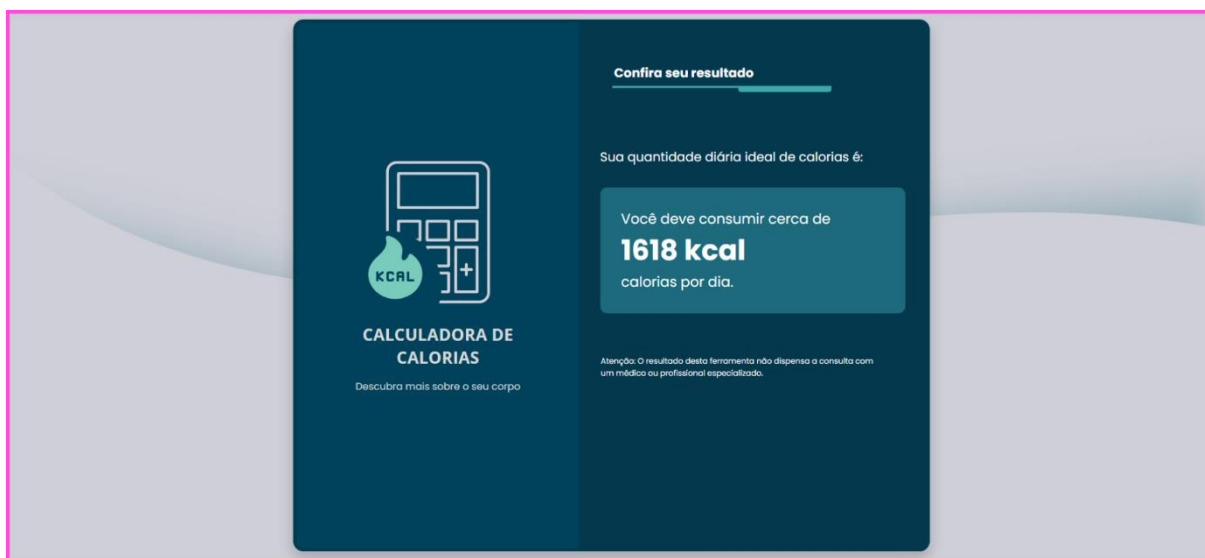 KCAL
CALCULADORA DE
CALORIAS
Descubra mais sobre o seu corpo
Confira seu resultado
Sua quantidade diária ideal de calorias é:
Você deve consumir cerca de
1618 kcal
calorias por dia.
Atenção: O resultado desta ferramenta não dispensa a consulta com
um médico ou profissional especializado.